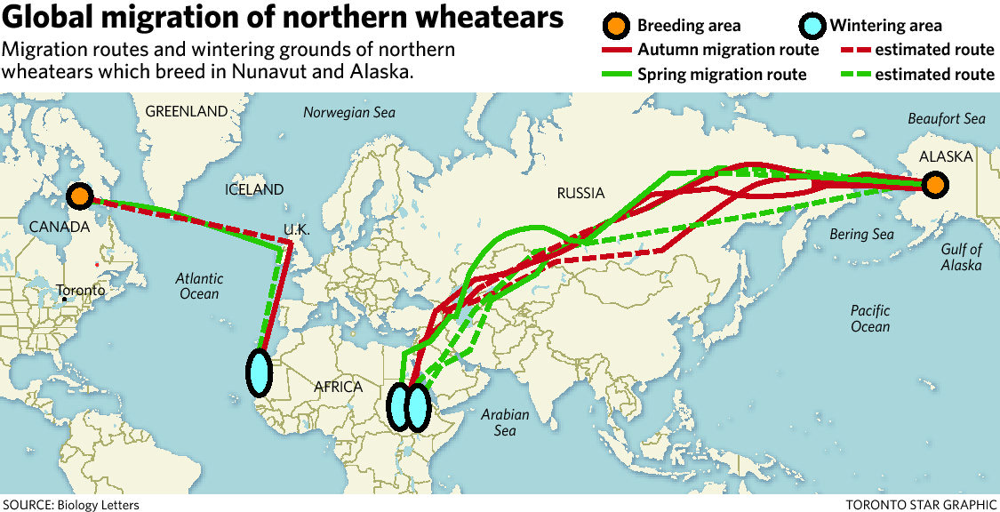 Global migration of northern wheatears
Migration routes and wintering grounds of northern
wheatears which breed in Nunavut and Alaska.
Breeding area
Wintering area
Autumn migration route
estimated route
Spring migration route
estimated route
GREENLAND
Norwegian Sea
Beaufort Sea
ALASKA
ICELAND
RUSSIA
CANADA
U.K.
Bering Sea
Gulf of
Alaska
Atlantic
Ocean
Toronto
Pacific
Ocean
AFRICA
Arabian
Sea
SOURCE: Biology Letters
TORONTO STAR GRAPHIC